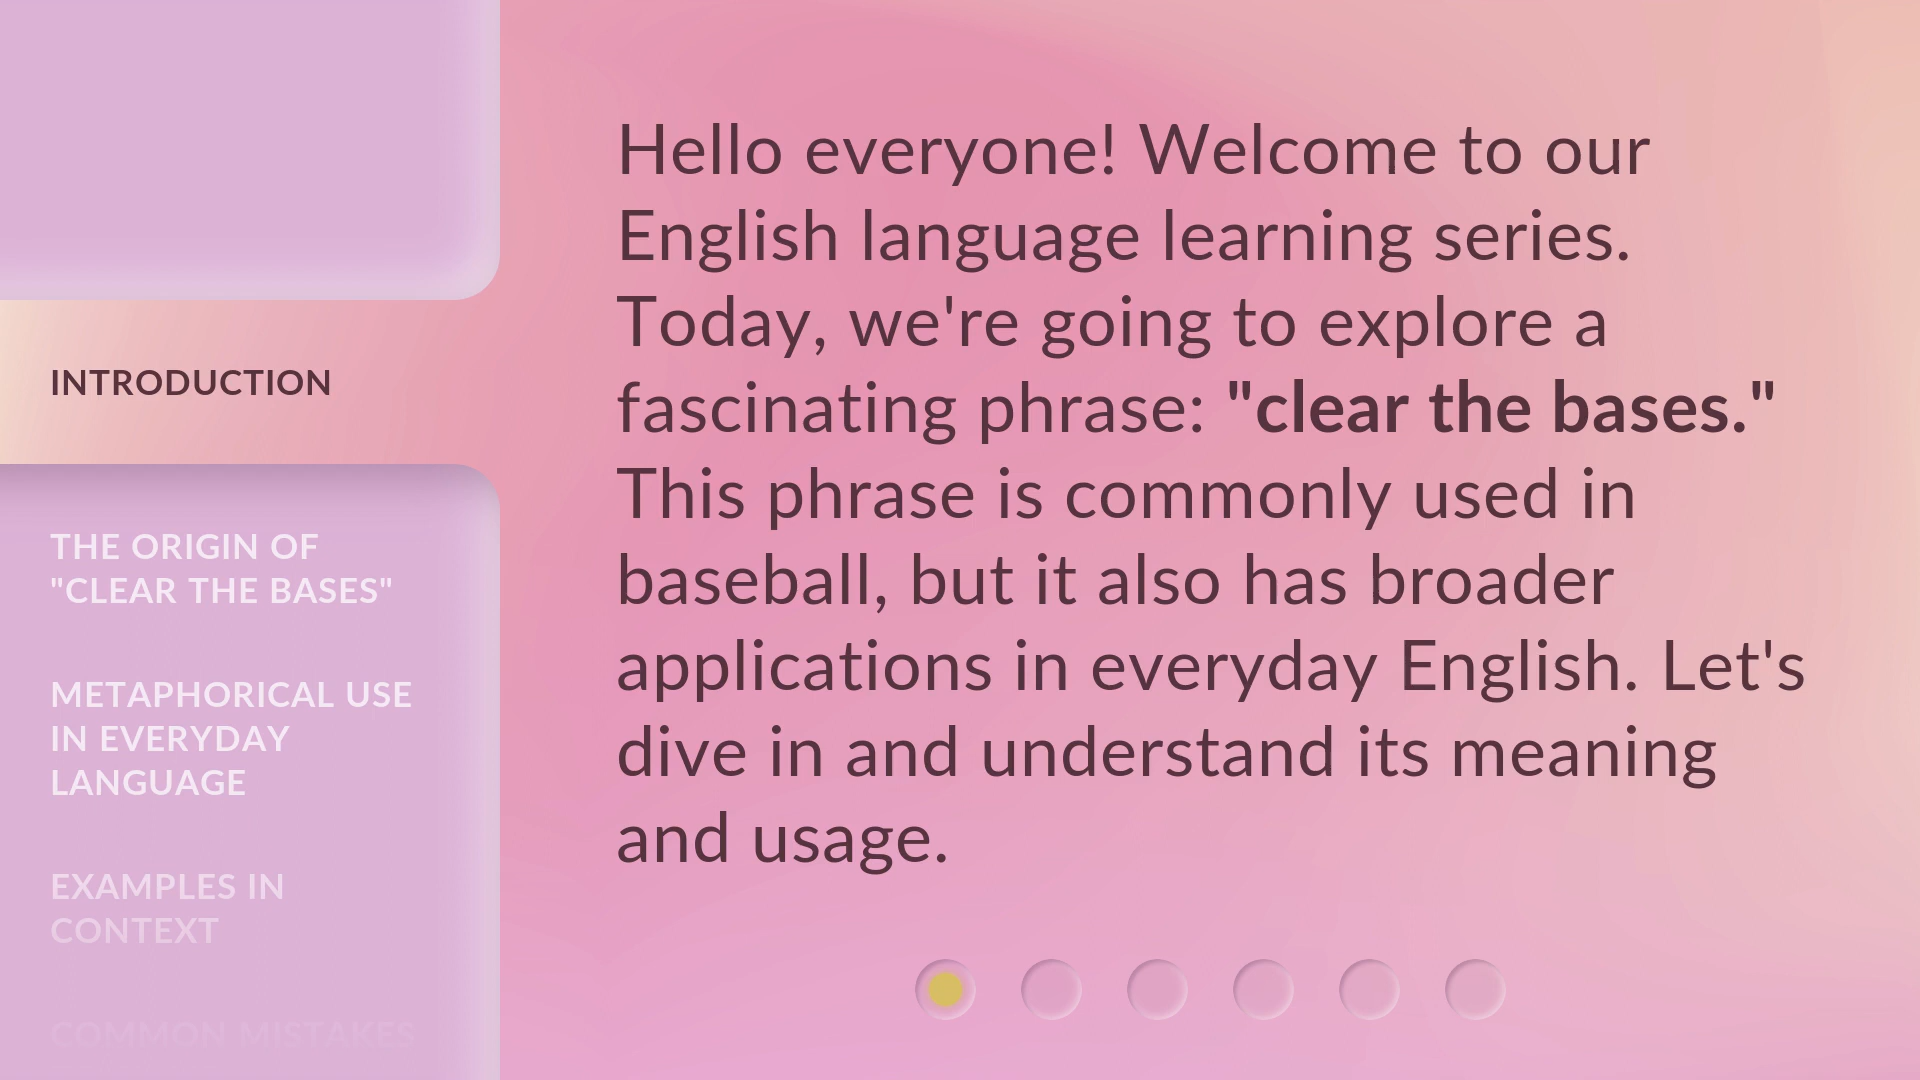 INTRODUCTION
THE ORIGIN OF
"CLEAR THE BASES"
METAPHORICAL USE
IN EVERYDAY
LANGUAGE
EXAMPLES IN
CONTEXT
COMMON MISTAKES
Hello everyone! Welcome to our
English language learning series.
Today, we're going to explore a
fascinating phrase: "clear the bases."
This phrase is commonly used in
baseball, but it also has broader
applications in everyday English. Let's
dive in and understand its meaning
and usage.